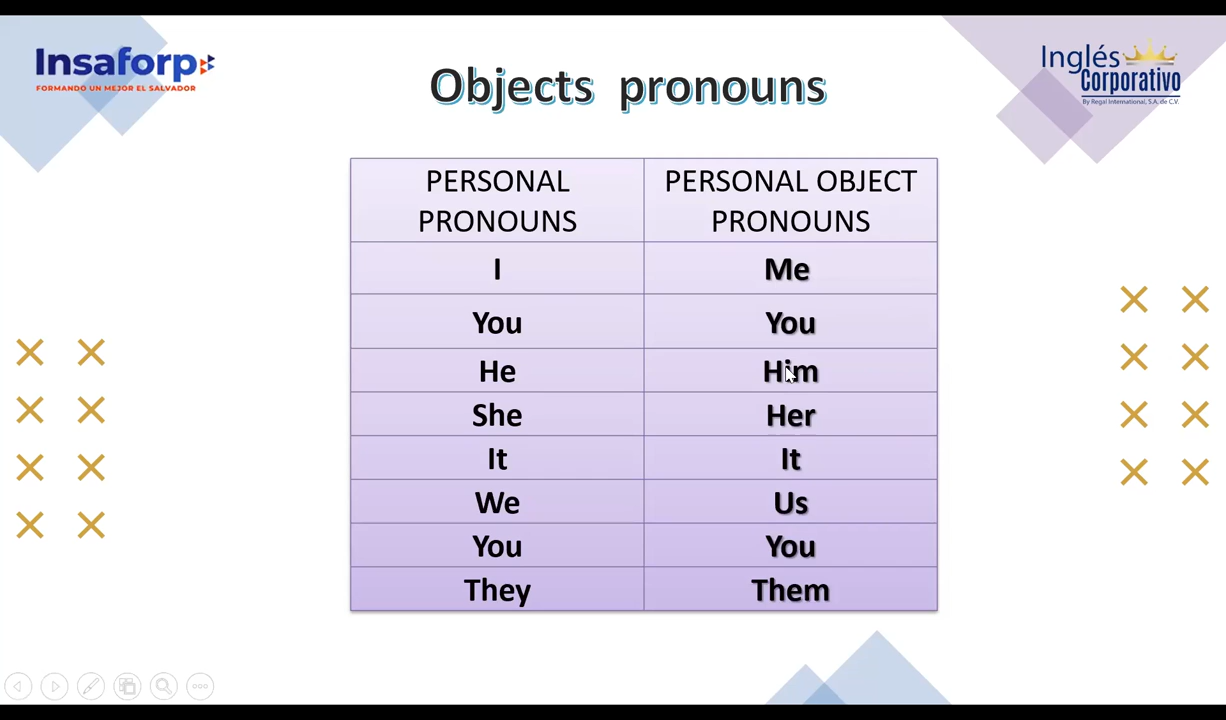 Insaforp
FORMANDO UN MEJOR EL SALVADOR
Objects pronouns
Inglés
Corporativo
By Regal International, S.A. de C.V.
PERSONAL PRONOUNS
PERSONAL OBJECT PRONOUNS
I Me
You You
He Him
She Her
It It
We Us
You You
They Them